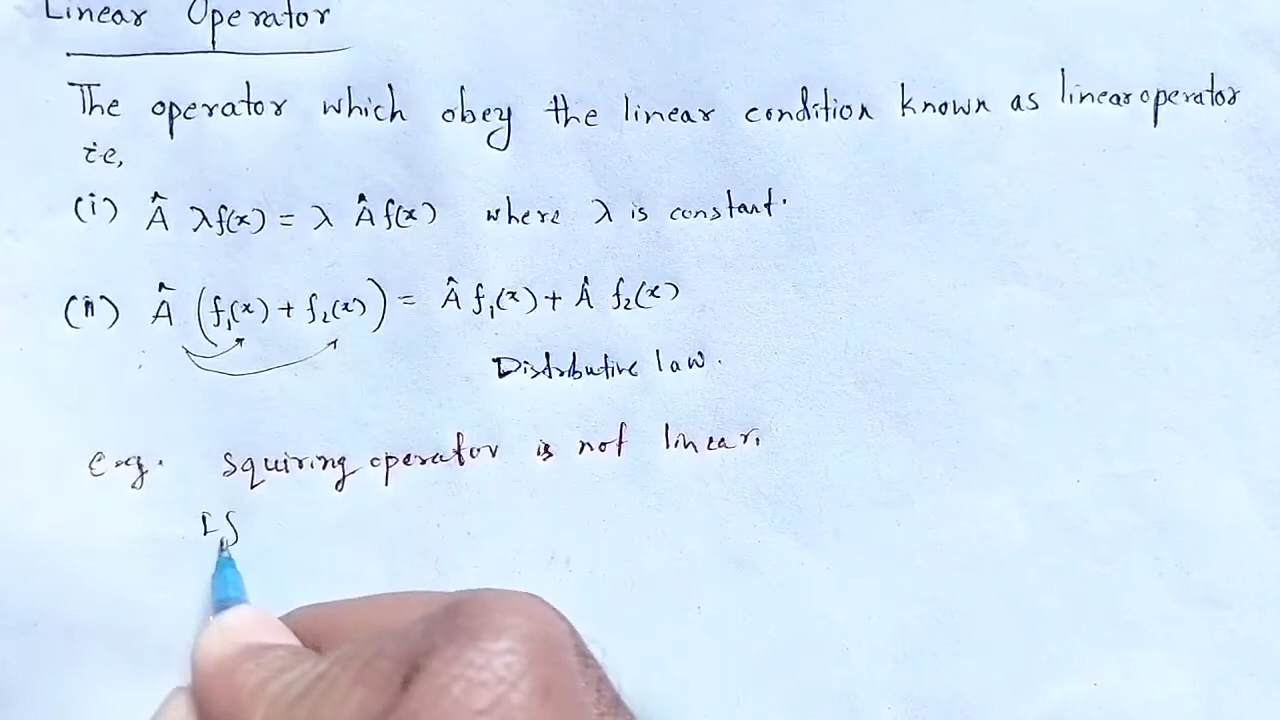 Linear Operator
The operator which obey the linear condition known as linear operator
ie,
(i) Â λf(x) = λ Â f(x) where λ is constant.
(ii) Â (f₁(x) + f₂(x)) = Â f₁(x) + Â f₂(x)
Distributive law.
e.g. squiring operator is not linear.